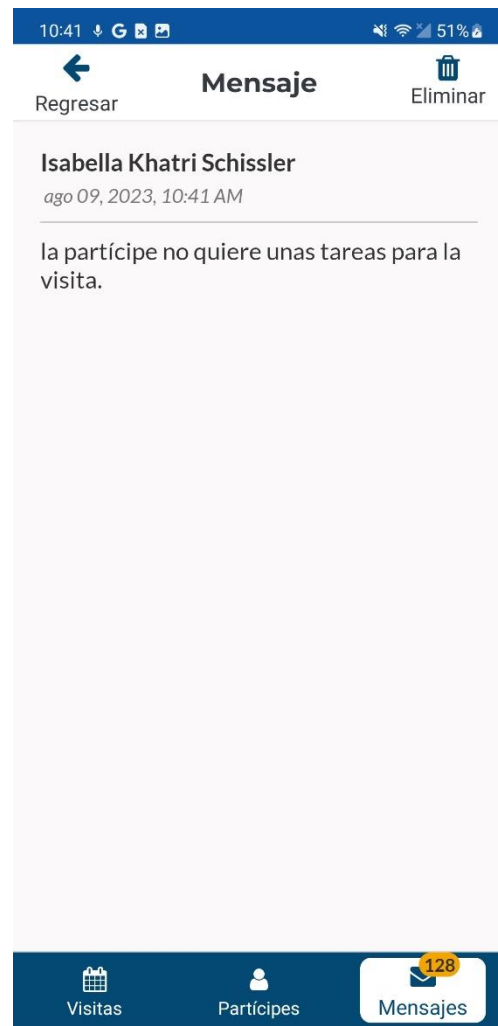 10:41 G 51%
Regresar
Mensaje
Eliminar
Isabella Khatri Schissler
ago 09, 2023, 10:41 AM
la partícipe no quiere unas tareas para la
visita.
128
Visitas
Partícipes
Mensajes